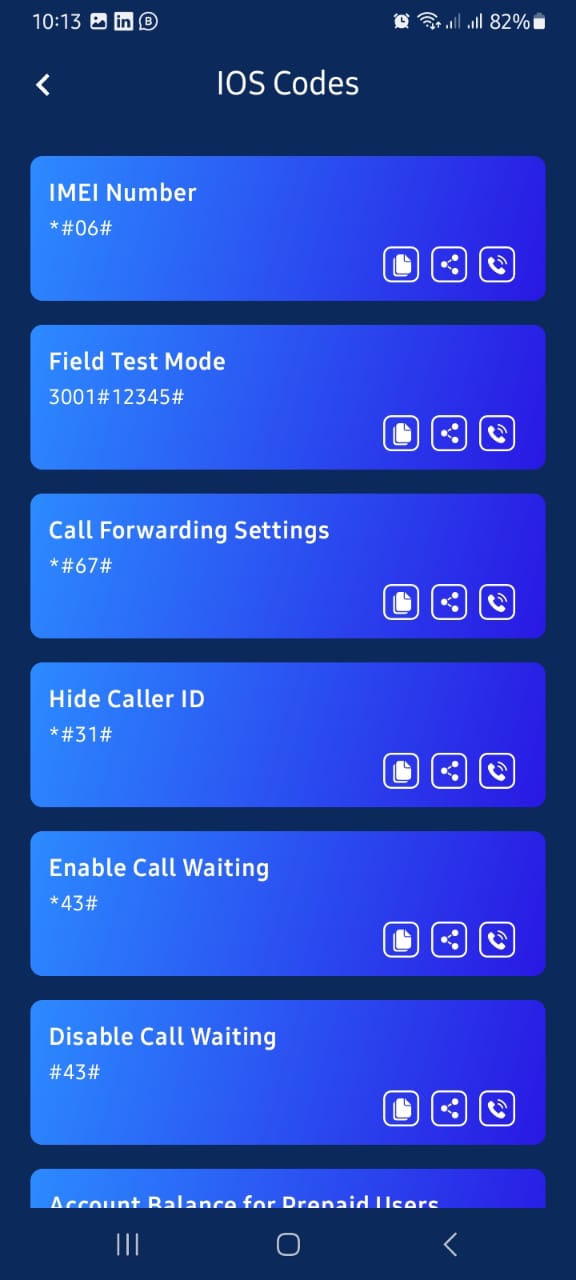 10:13 in B 82%
IOS Codes
IMEI Number
*#06#
Field Test Mode
3001#12345#
Call Forwarding Settings
*#67#
Hide Caller ID
*#31#
Enable Call Waiting
*43#
Disable Call Waiting
#43#
Account Balance for Prepaid Users